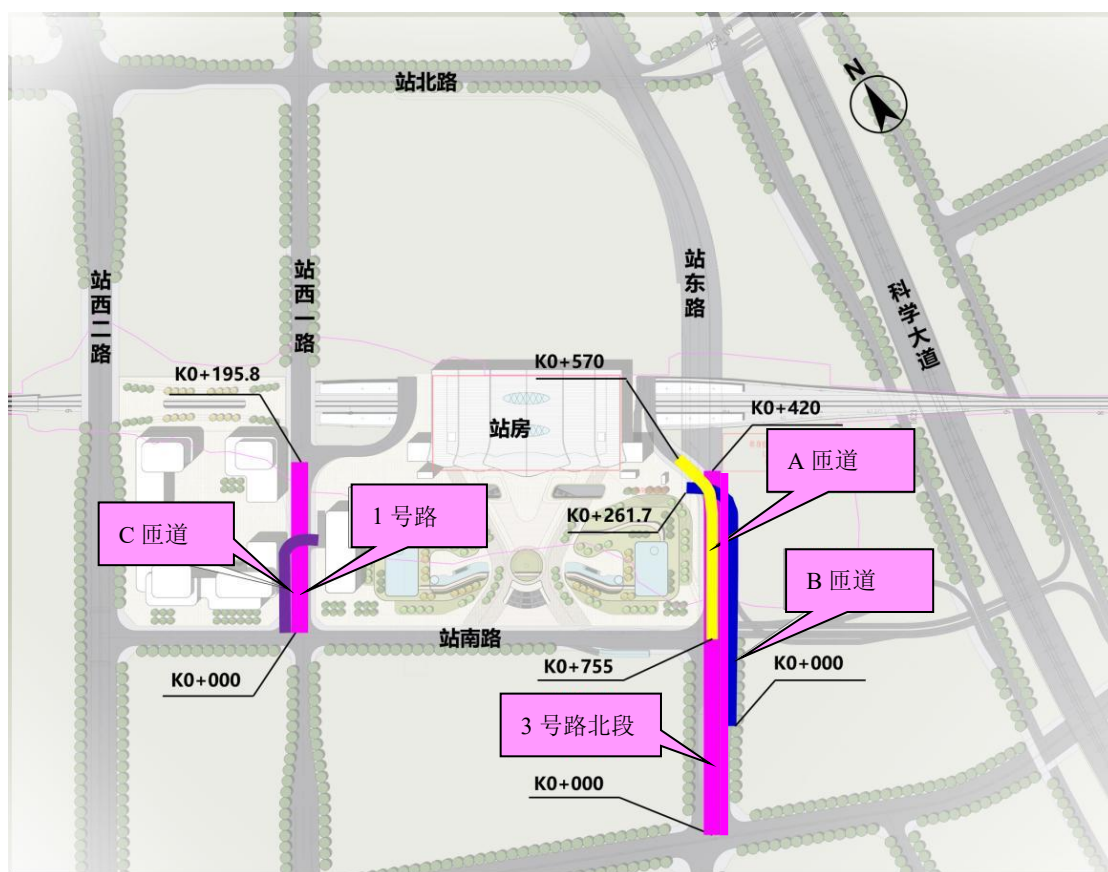 站北路
N
站西二路
站西一路
站东路
科学大道
K0+195.8
K0+570
K0+420
站房
A 匝道
C 匝道
1 号路
K0+261.7
B 匝道
站南路
K0+000
K0+755
K0+000
3 号路北段
K0+000